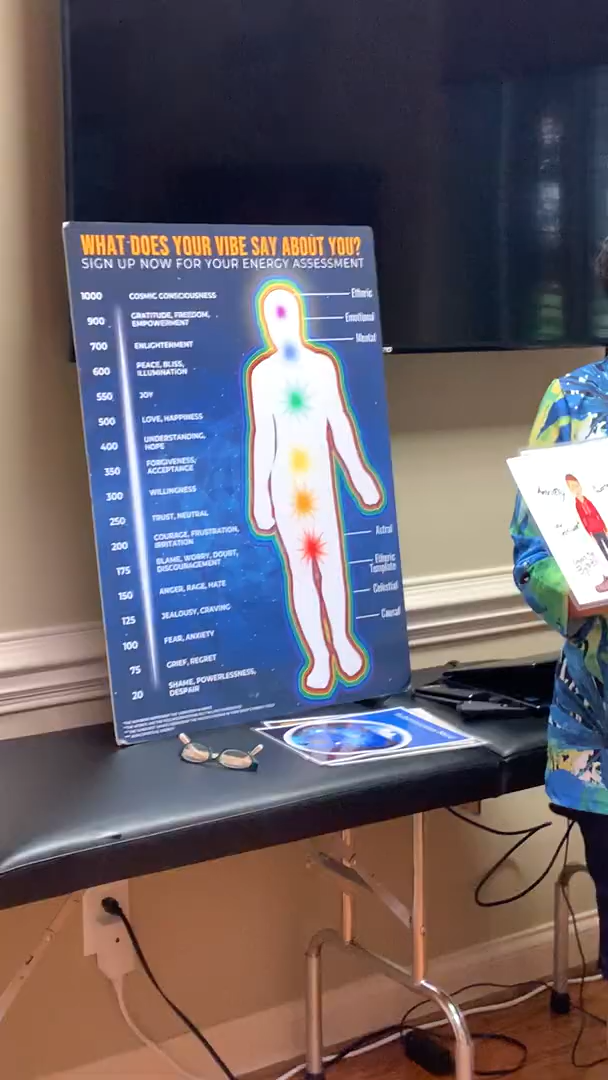 WHAT DOES YOUR VIBE SAY ABOUT YOU?
SIGN UP NOW FOR YOUR ENERGY ASSESSMENT
1000 COSMIC CONSCIOUSNESS
900 GRATITUDE, FREEDOM,
EMPOWERMENT
700 ENLIGHTERMENT
600 PEACE, BLISS,
ILLUMINATION
550 JOY
500 LOVE, HAPPINESS
400 UNDERSTANDING,
HOPE
350 FORGIVENESS,
ACCEPTANCE
300 WILLINGNESS
250 TRUST, NEUTRAL
200 COURAGE, FRUSTRATION,
IRRITATION
175 BLAME, WORRY, DOUBT,
DISCOURAGEMENT
150 ANGER, RAGE, HATE
125 JEALOUSY, CRAVING
100 FEAR, ANXIETY
75 GRIEF, REGRET
20 SHAME, POWERLESSNESS,
DESPAIR
Etheric
Emotional
Mental
Astral
Etheric
Template
Celestial
Causal